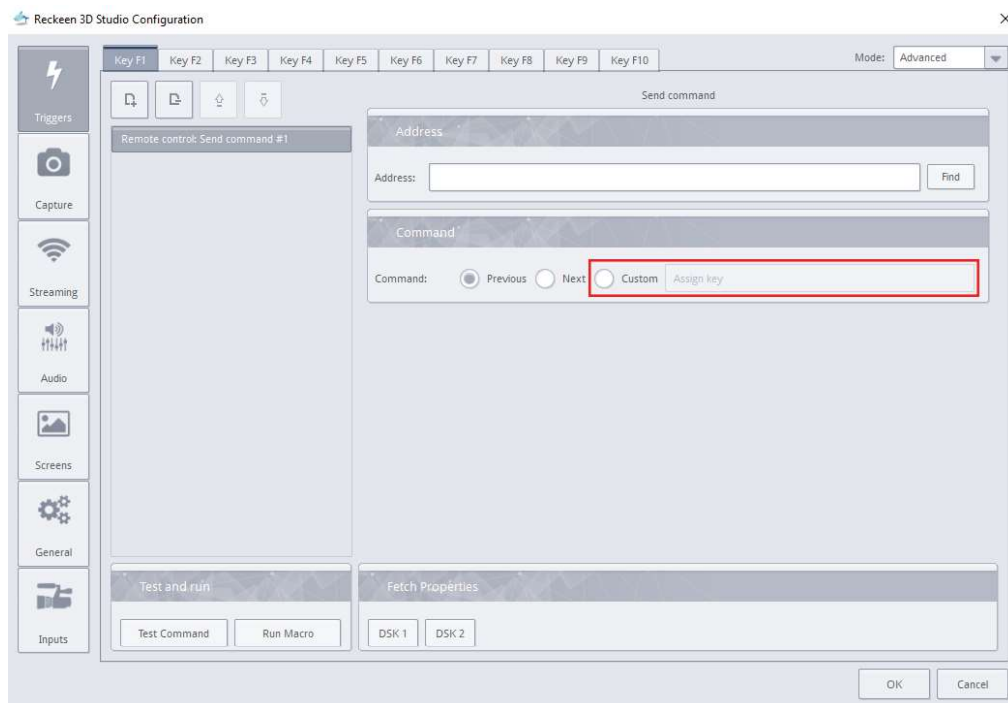 Reckeen 3D Studio Configuration
Key F1 Key F2 Key F3 Key F4 Key F5 Key F6 Key F7 Key F8 Key F9 Key F10 Mode: Advanced
Triggers
Send command
Remote control: Send command #1
Address
Address: Find
Capture
Command
Command: Previous Next Custom Assign key
Streaming
Audio
Screens
General
Test and run Fetch Properties
Inputs Test Command Run Macro DSK 1 DSK 2
OK Cancel